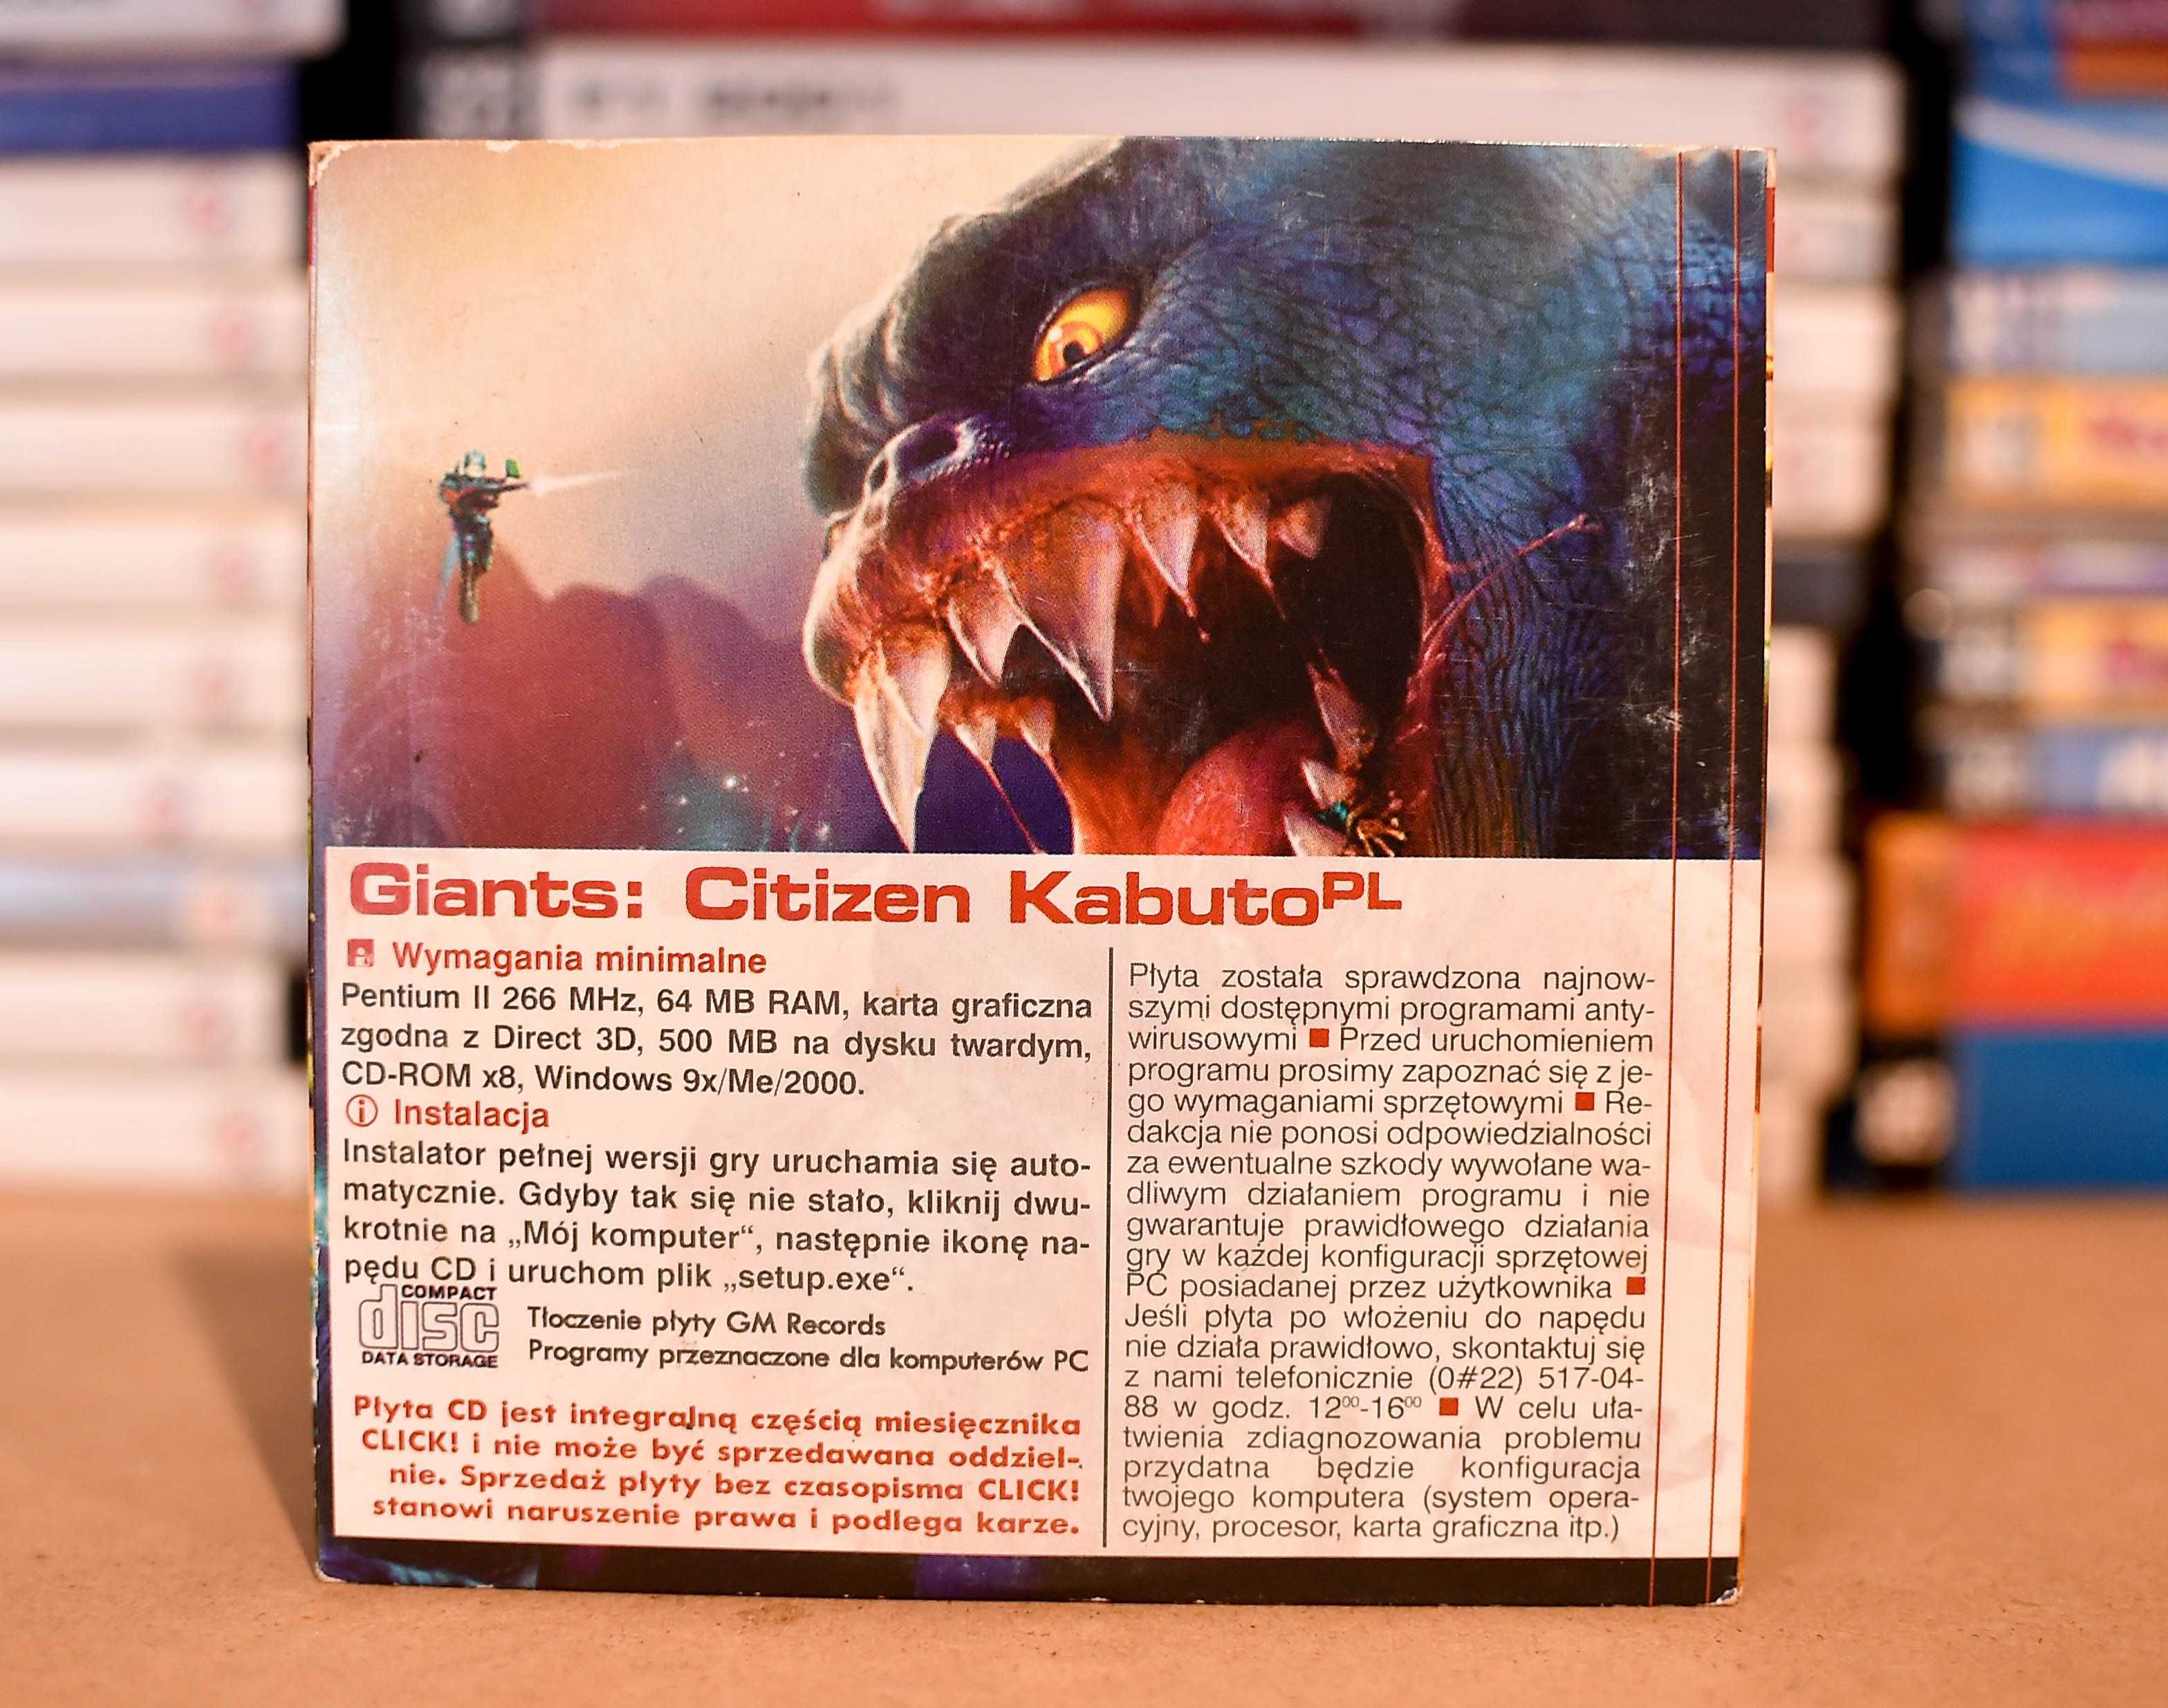 Giants: Citizen Kabuto PL
Wymagania minimalne
Pentium II 266 MHz, 64 MB RAM, karta graficzna
zgodna z Direct 3D, 500 MB na dysku twardym,
CD-ROM x8, Windows 9x/Me/2000.
Instalacja
Instalator pełnej wersji gry uruchamia się auto-
matycznie. Gdyby tak się nie stało, kliknij dwu-
krotnie na „Mój komputer“, następnie ikonę na-
pędu CD i uruchom plik „setup.exe“.
COMPACT
disc
DATA STORAGE
Tłoczenie płyty GM Records
Programy przeznaczone dla komputerów PC
Płyta CD jest integralną częścią miesięcznika
CLICK! i nie może być sprzedawana oddziel-
nie. Sprzedaż płyty bez czasopisma CLICK!
stanowi naruszenie prawa i podlega karze.
Płyta została sprawdzona najnow-
szymi dostępnymi programami anty-
wirusowymi ■ Przed uruchomieniem
programu prosimy zapoznać się z je-
go wymaganiami sprzętowymi ■ Re-
dakcja nie ponosi odpowiedzialności
za ewentualne szkody wywołane wa-
dliwym działaniem programu i nie
gwarantuje prawidłowego działania
gry w każdej konfiguracji sprzętowej
PC posiadanej przez użytkownika ■
Jeśli płyta po włożeniu do napędu
nie działa prawidłowo, skontaktuj się
z nami telefonicznie (0#22) 517-04-
88 w godz. 12⁰⁰-16⁰⁰ ■ W celu uła-
twienia zdiagnozowania problemu
przydatna będzie konfiguracja
twojego komputera (system opera-
cyjny, procesor, karta graficzna itp.)